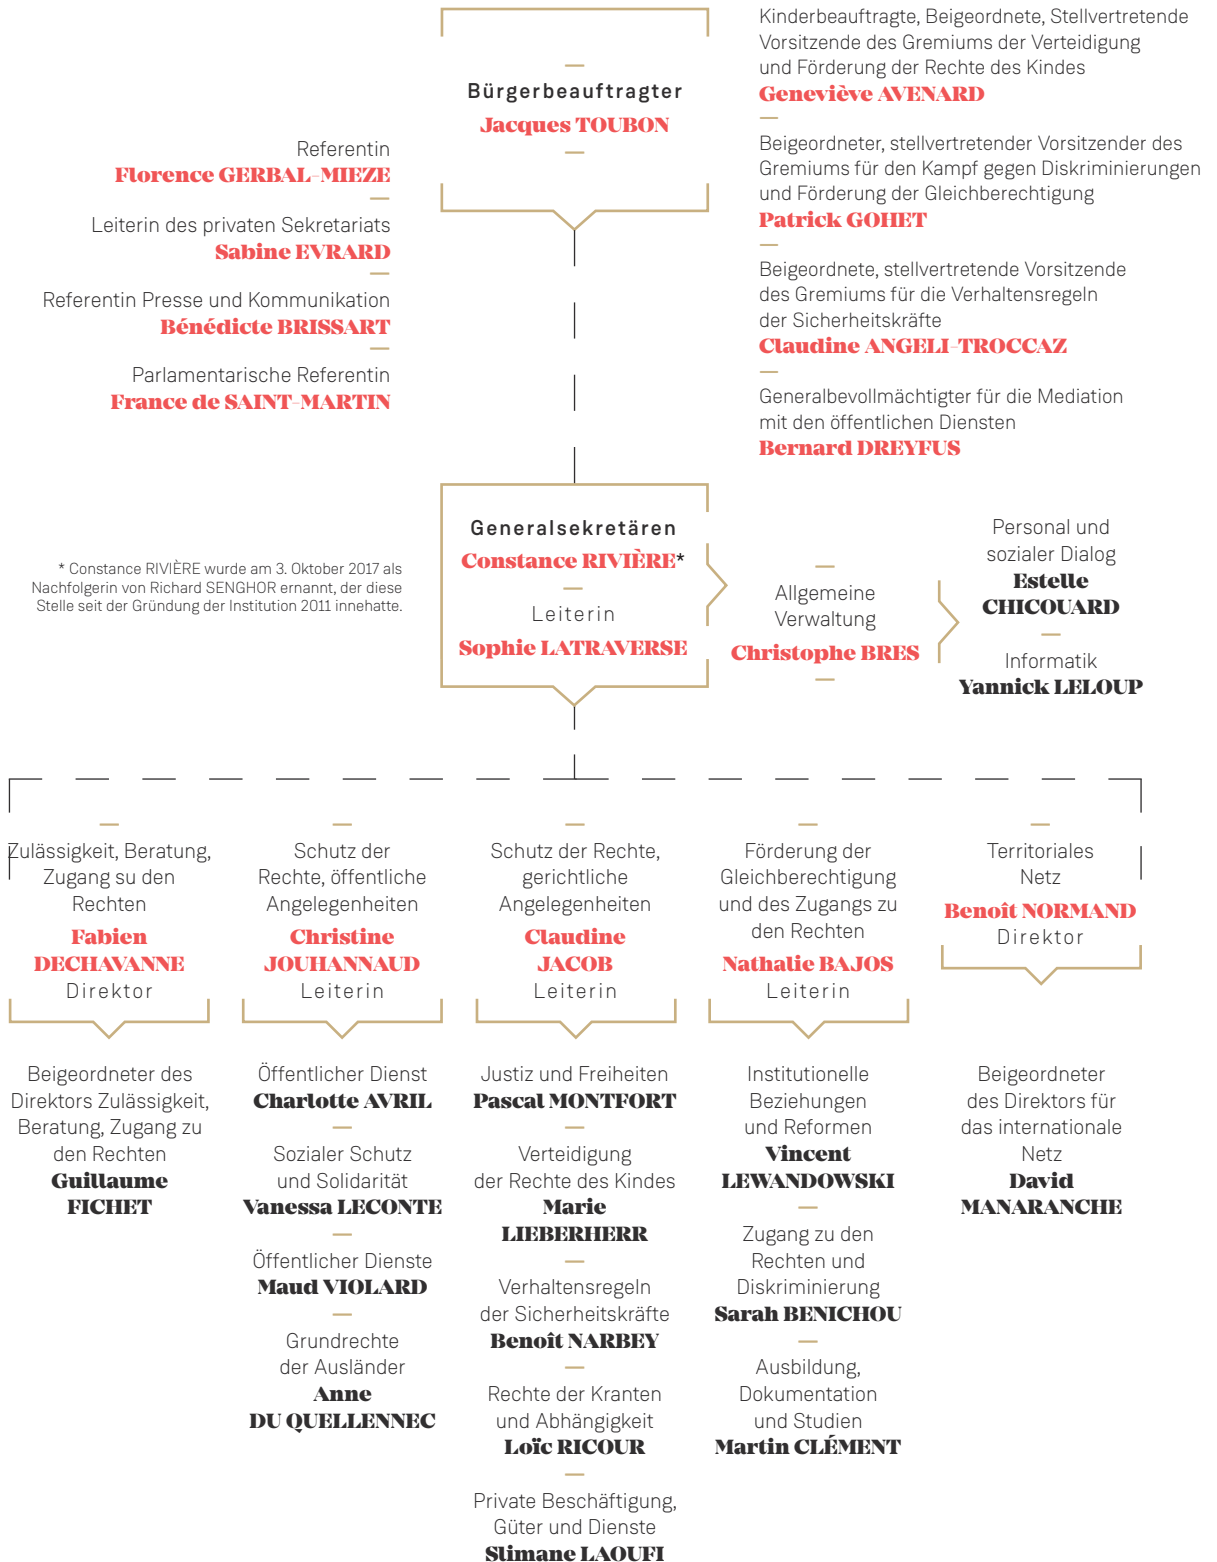 Bürgerbeauftragter
Jacques TOUBON
Referentin
Florence GERBAL-MIEZE
Leiterin des privaten Sekretariats
Sabine EVRARD
Referentin Presse und Kommunikation
Bénédicte BRISSART
Parlamentarische Referentin
France de SAINT-MARTIN
Kinderbeauftragte, Beigeordnete, Stellvertretende
Vorsitzende des Gremiums der Verteidigung
und Förderung der Rechte des Kindes
Geneviève AVENARD
Beigeordneter, stellvertretender Vorsitzender des
Gremiums für den Kampf gegen Diskriminierungen
und Förderung der Gleichberechtigung
Patrick GOHET
Beigeordnete, stellvertretende Vorsitzende
des Gremiums für die Verhaltensregeln
der Sicherheitskräfte
Claudine ANGELI-TROCCAZ
Generalbevollmächtigter für die Mediation
mit den öffentlichen Diensten
Bernard DREYFUS
* Constance RIVIÈRE wurde am 3. Oktober 2017 als
Nachfolgerin von Richard SENGHOR ernannt, der diese
Stelle seit der Gründung der Institution 2011 innehatte.
Generalsekretären
Constance RIVIÈRE*
Leiterin
Sophie LATRAVERSE
Allgemeine
Verwaltung
Christophe BRES
Personal und
sozialer Dialog
Estelle
CHICOUARD
Informatik
Yannick LELOUP
Zulässigkeit, Beratung,
Zugang su den
Rechten
Fabien
DECHAVANNE
Direktor
Beigeordneter des
Direktors Zulässigkeit,
Beratung, Zugang zu
den Rechten
Guillaume
FICHET
Schutz der
Rechte, öffentliche
Angelegenheiten
Christine
JOUHANNAUD
Leiterin
Öffentlicher Dienst
Charlotte AVRIL
Sozialer Schutz
und Solidarität
Vanessa LECONTE
Öffentlicher Dienste
Maud VIOLARD
Grundrechte
der Ausländer
Anne
DU QUELLENNEC
Schutz der Rechte,
gerichtliche
Angelegenheiten
Claudine
JACOB
Leiterin
Justiz und Freiheiten
Pascal MONTFORT
Verteidigung
der Rechte des Kindes
Marie
LIEBERHERR
Verhaltensregeln
der Sicherheitskräfte
Benoît NARBEY
Rechte der Kranten
und Abhängigkeit
Loïc RICOUR
Private Beschäftigung,
Güter und Dienste
Slimane LAOUFI
Förderung der
Gleichberechtigung
und des Zugangs zu
den Rechten
Nathalie BAJOS
Leiterin
Institutionelle
Beziehungen
und Reformen
Vincent
LEWANDOWSKI
Zugang zu den
Rechten und
Diskriminierung
Sarah BENICHOU
Ausbildung,
Dokumentation
und Studien
Martin CLÉMENT
Territoriales
Netz
Benoît NORMAND
Direktor
Beigeordneter
des Direktors für
das internationale
Netz
David
MANARANCHE